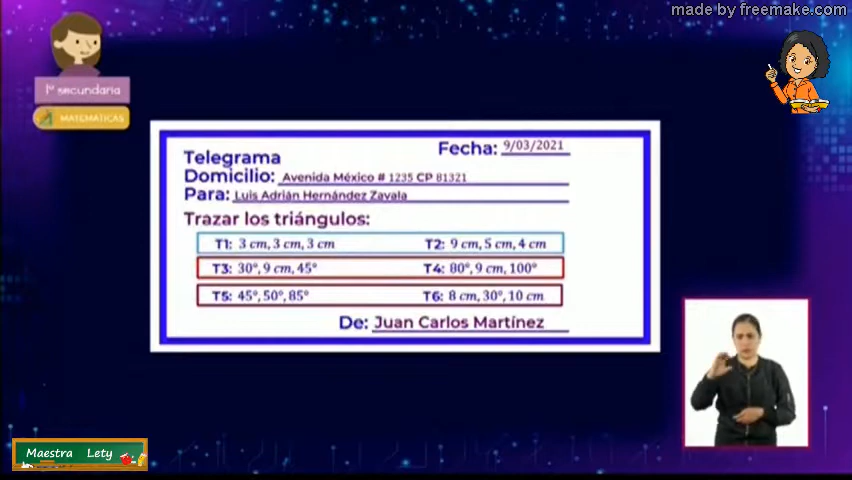 made by freemake.com
1º secundaria
MATEMÁTICAS
Fecha: 9/03/2021
Telegrama
Domicilio: Avenida México # 1235 CP 81321
Para: Luis Adrián Hernández Zavala
Trazar los triángulos:
T1: 3 cm, 3 cm, 3 cm T2: 9 cm, 5 cm, 4 cm
T3: 30°, 9 cm, 45° T4: 80°, 9 cm, 100°
T5: 45°, 50°, 85° T6: 8 cm, 30°, 10 cm
De: Juan Carlos Martínez
Maestra Lety